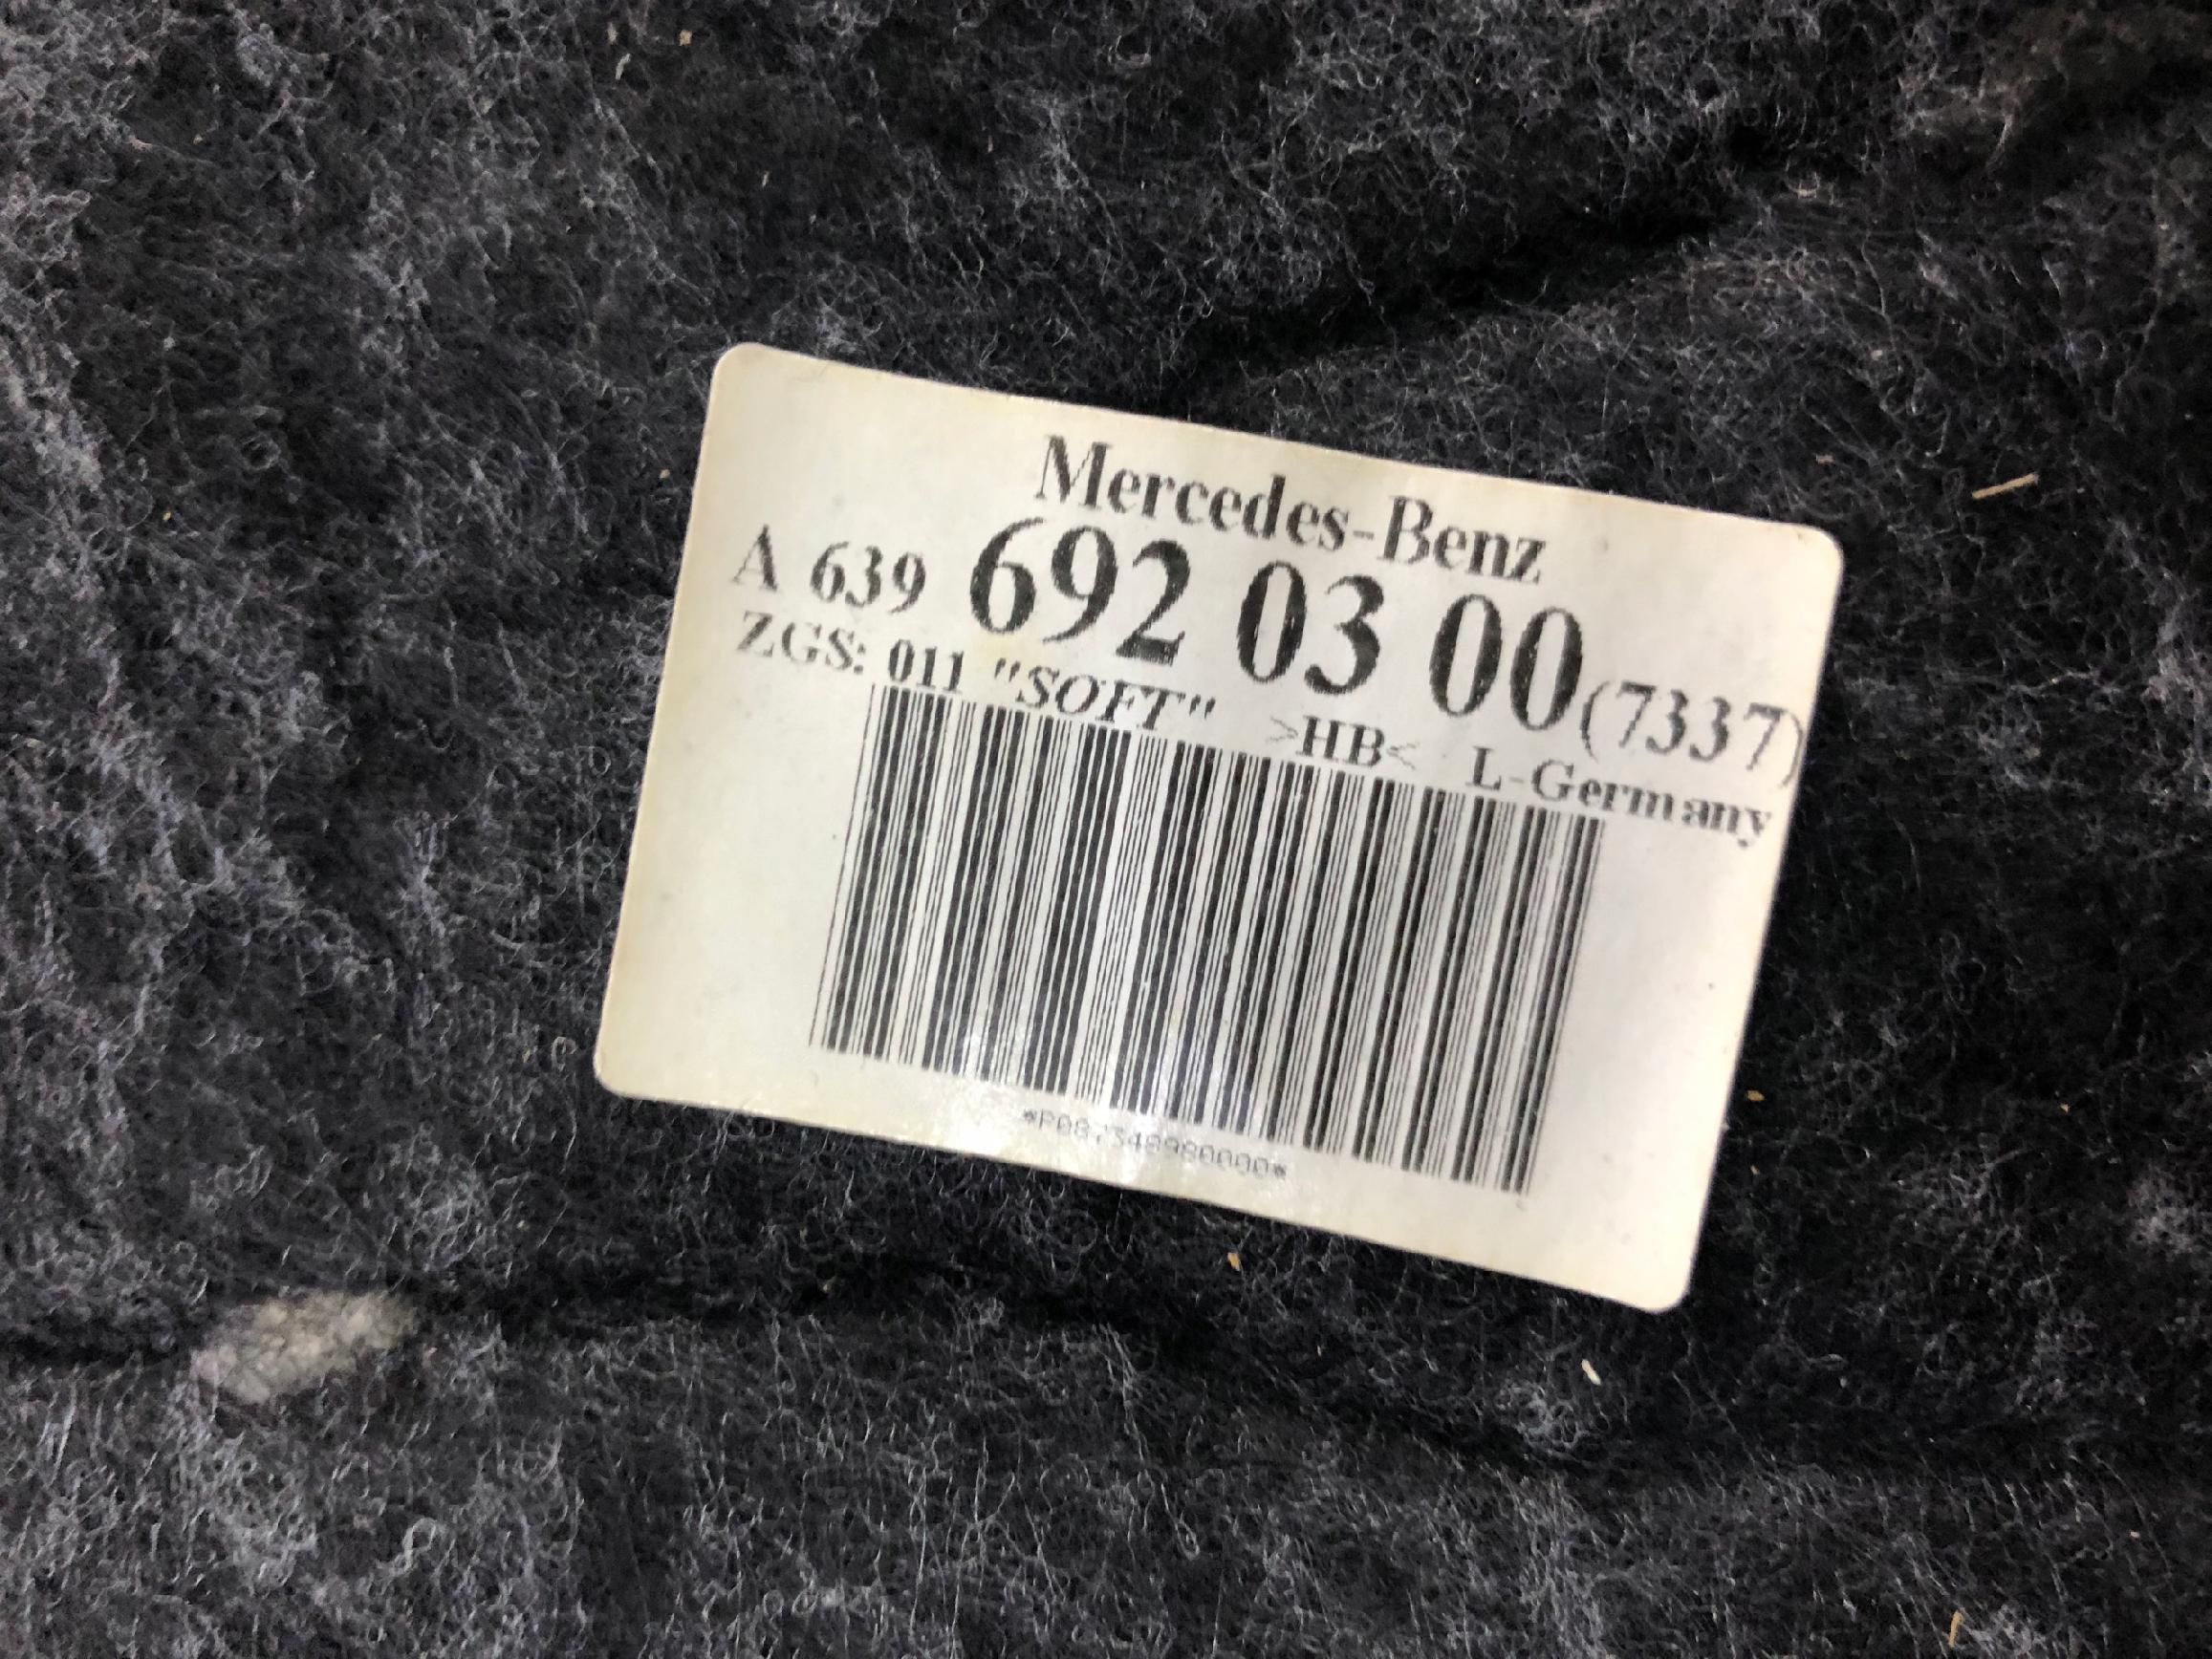 Mercedes-Benz
A 639 692 03 00 (7337)
ZGS: 011 "SOFT" >HB< L-Germany